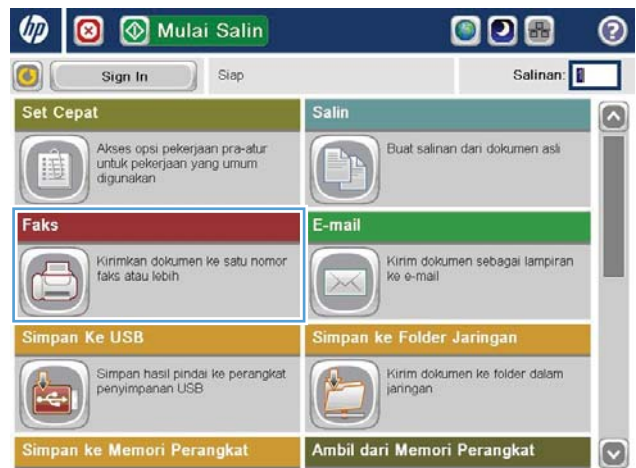 hp
Mulai Salin
?
Sign In
Siap
Salinan: 1
Set Cepat
Salin
Akses opsi pekerjaan pra-atur
untuk pekerjaan yang umum
digunakan
Buat salinan dari dokumen asli
Faks
E-mail
Kirimkan dokumen ke satu nomor
faks atau lebih
Kirim dokumen sebagai lampiran
ke e-mail
Simpan Ke USB
Simpan ke Folder Jaringan
Simpan hasil pindai ke perangkat
penyimpanan USB
Kirim dokumen ke folder dalam
jaringan
Simpan ke Memori Perangkat
Ambil dari Memori Perangkat